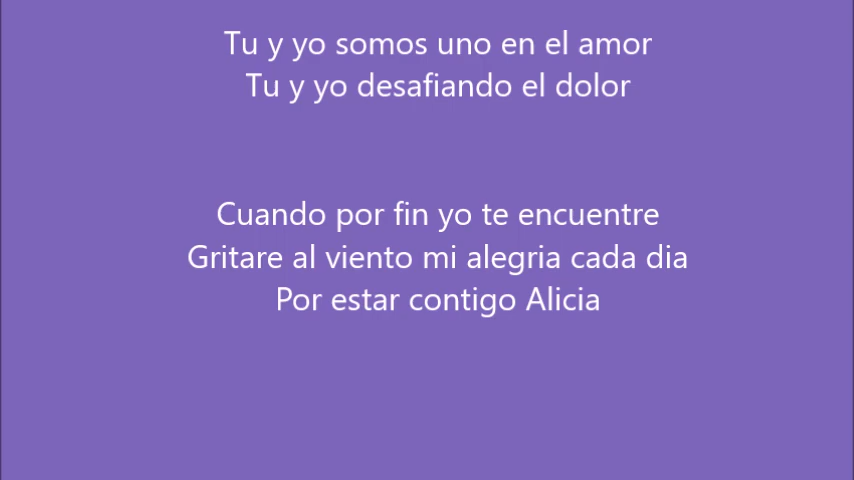 Tu y yo somos uno en el amor
Tu y yo desafiando el dolor
Cuando por fin yo te encuentre
Gritare al viento mi alegria cada dia
Por estar contigo Alicia